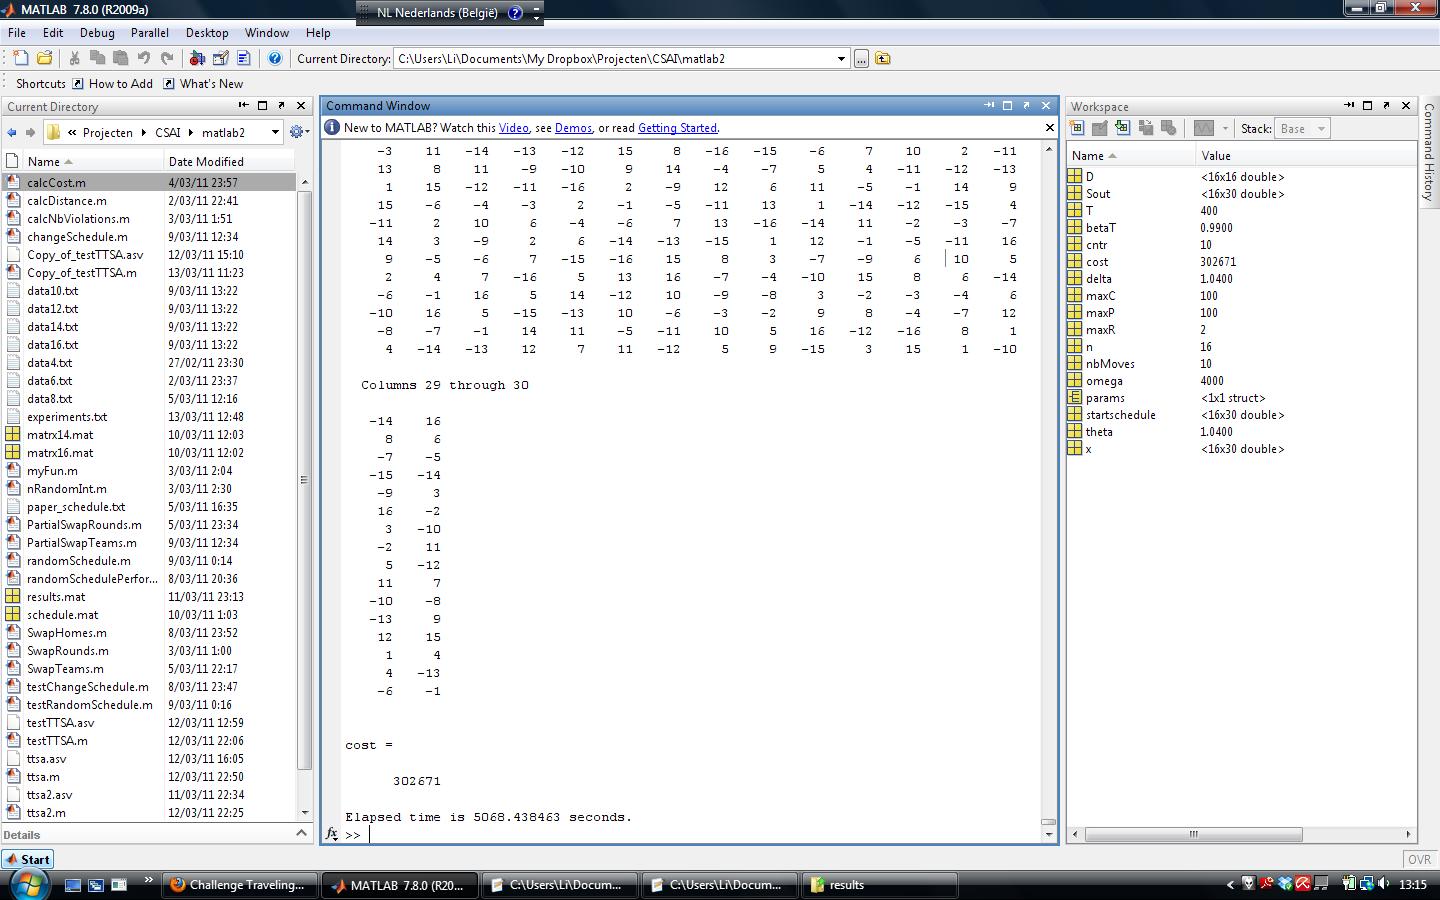 MATLAB 7.8.0 (R2009a)
NL Nederlands (België)
File Edit Debug Parallel Desktop Window Help
Current Directory: C:\Users\Li\Documents\My Dropbox\Projecten\CSAI\matlab2
Shortcuts How to Add What's New
Current Directory
« Projecten CSAI matlab2
Name Date Modified
calcCost.m 4/03/11 23:57
calcDistance.m 2/03/11 22:41
calcNbViolations.m 3/03/11 1:51
changeSchedule.m 9/03/11 12:34
Copy_of_testTTSA.asv 12/03/11 15:10
Copy_of_testTTSA.m 13/03/11 11:23
data10.txt 9/03/11 13:22
data12.txt 9/03/11 13:22
data14.txt 9/03/11 13:22
data16.txt 9/03/11 13:22
data4.txt 27/02/11 23:30
data6.txt 2/03/11 23:37
data8.txt 5/03/11 12:16
experiments.txt 13/03/11 12:48
matrx14.mat 10/03/11 12:03
matrx16.mat 10/03/11 12:02
myFun.m 3/03/11 2:04
nRandomInt.m 3/03/11 2:30
paper_schedule.txt 5/03/11 16:35
PartialSwapRounds.m 5/03/11 23:34
PartialSwapTeams.m 9/03/11 12:34
randomSchedule.m 9/03/11 0:14
randomSchedulePerfor... 8/03/11 20:36
results.mat 11/03/11 23:13
schedule.mat 10/03/11 1:03
SwapHomes.m 8/03/11 23:52
SwapRounds.m 3/03/11 1:00
SwapTeams.m 5/03/11 22:17
testChangeSchedule.m 8/03/11 23:47
testRandomSchedule.m 9/03/11 0:16
testTTSA.asv 12/03/11 12:59
testTTSA.m 12/03/11 22:06
ttsa.asv 12/03/11 16:05
ttsa.m 12/03/11 22:50
ttsa2.asv 11/03/11 22:34
ttsa2.m 12/03/11 22:25
Details
Command Window
New to MATLAB? Watch this Video, see Demos, or read Getting Started.
-3 11 -14 -13 -12 15 8 -16 -15 -6 7 10 2 -11
13 8 11 -9 -10 9 14 -4 -7 5 4 -11 -12 -13
1 15 -12 -11 -16 2 -9 12 6 11 -5 -1 14 9
15 -6 -4 -3 2 -1 -5 -11 13 1 -14 -12 -15 4
-11 2 10 6 -4 -6 7 13 -16 -14 11 -2 -3 -7
14 3 -9 2 6 -14 -13 -15 1 12 -1 -5 -11 16
9 -5 -6 7 -15 -16 15 8 3 -7 -9 6 10 5
2 4 7 -16 5 13 16 -7 -4 -10 15 8 6 -14
-6 -1 16 5 14 -12 10 -9 -8 3 -2 -3 -4 6
-10 16 5 -15 -13 10 -6 -3 -2 9 8 -4 -7 12
-8 -7 -1 14 11 -5 -11 10 5 16 -12 -16 8 1
4 -14 -13 12 7 11 -12 5 9 -15 3 15 1 -10
Columns 29 through 30
-14 16
8 6
-7 -5
-15 -14
-9 3
16 -2
3 -10
-2 11
5 -12
11 7
-10 -8
-13 9
12 15
1 4
4 -13
-6 -1
cost =
302671
Elapsed time is 5068.438463 seconds.
fx >>
Workspace
Stack: Base
Name Value
D <16x16 double>
Sout <16x30 double>
T 400
betaT 0.9900
cntr 10
cost 302671
delta 1.0400
maxC 100
maxP 100
maxR 2
n 16
nbMoves 10
omega 4000
params <1x1 struct>
startschedule <16x30 double>
theta 1.0400
x <16x30 double>
Command History
Start
OVR
Challenge Traveling... MATLAB 7.8.0 (R20... C:\Users\Li\Docum... C:\Users\Li\Docum... results
13:15